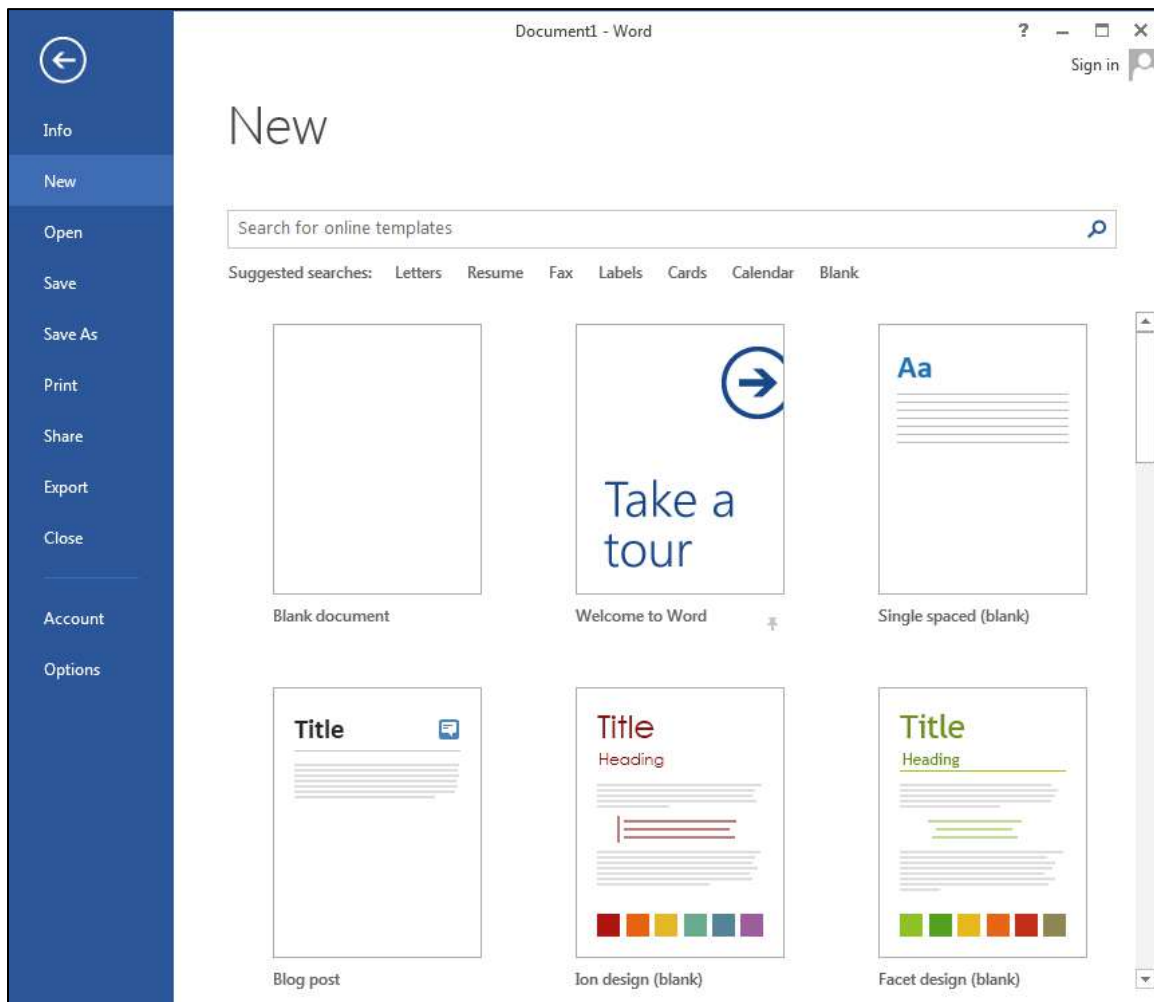 Document1 - Word
?
Sign in
Info
New
Open
Save
Save As
Print
Share
Export
Close
Account
Options
New
Search for online templates
Suggested searches: Letters Resume Fax Labels Cards Calendar Blank
Take a
tour
Aa
Blank document
Welcome to Word
Single spaced (blank)
Title
Title
Heading
Title
Heading
Blog post
Ion design (blank)
Facet design (blank)